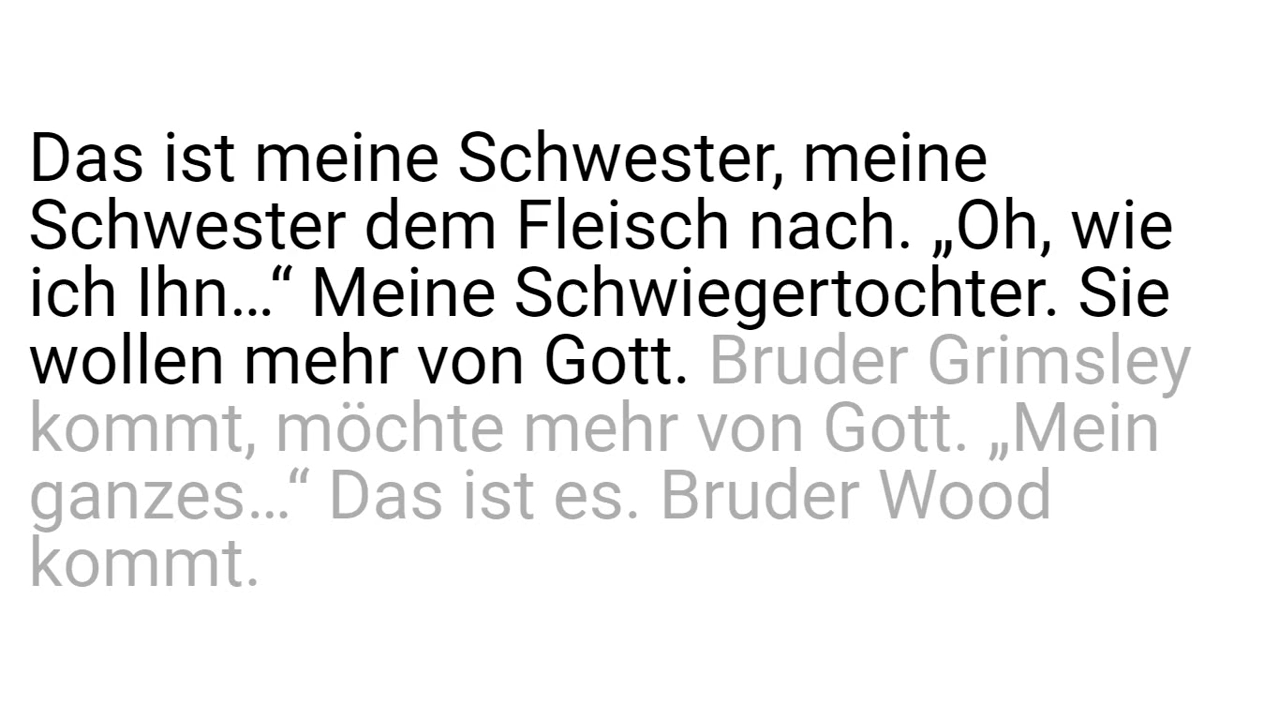 Das ist meine Schwester, meine
Schwester dem Fleisch nach. „Oh, wie
ich Ihn…“ Meine Schwiegertochter. Sie
wollen mehr von Gott. Bruder Grimsley
kommt, möchte mehr von Gott. „Mein
ganzes…“ Das ist es. Bruder Wood
kommt.